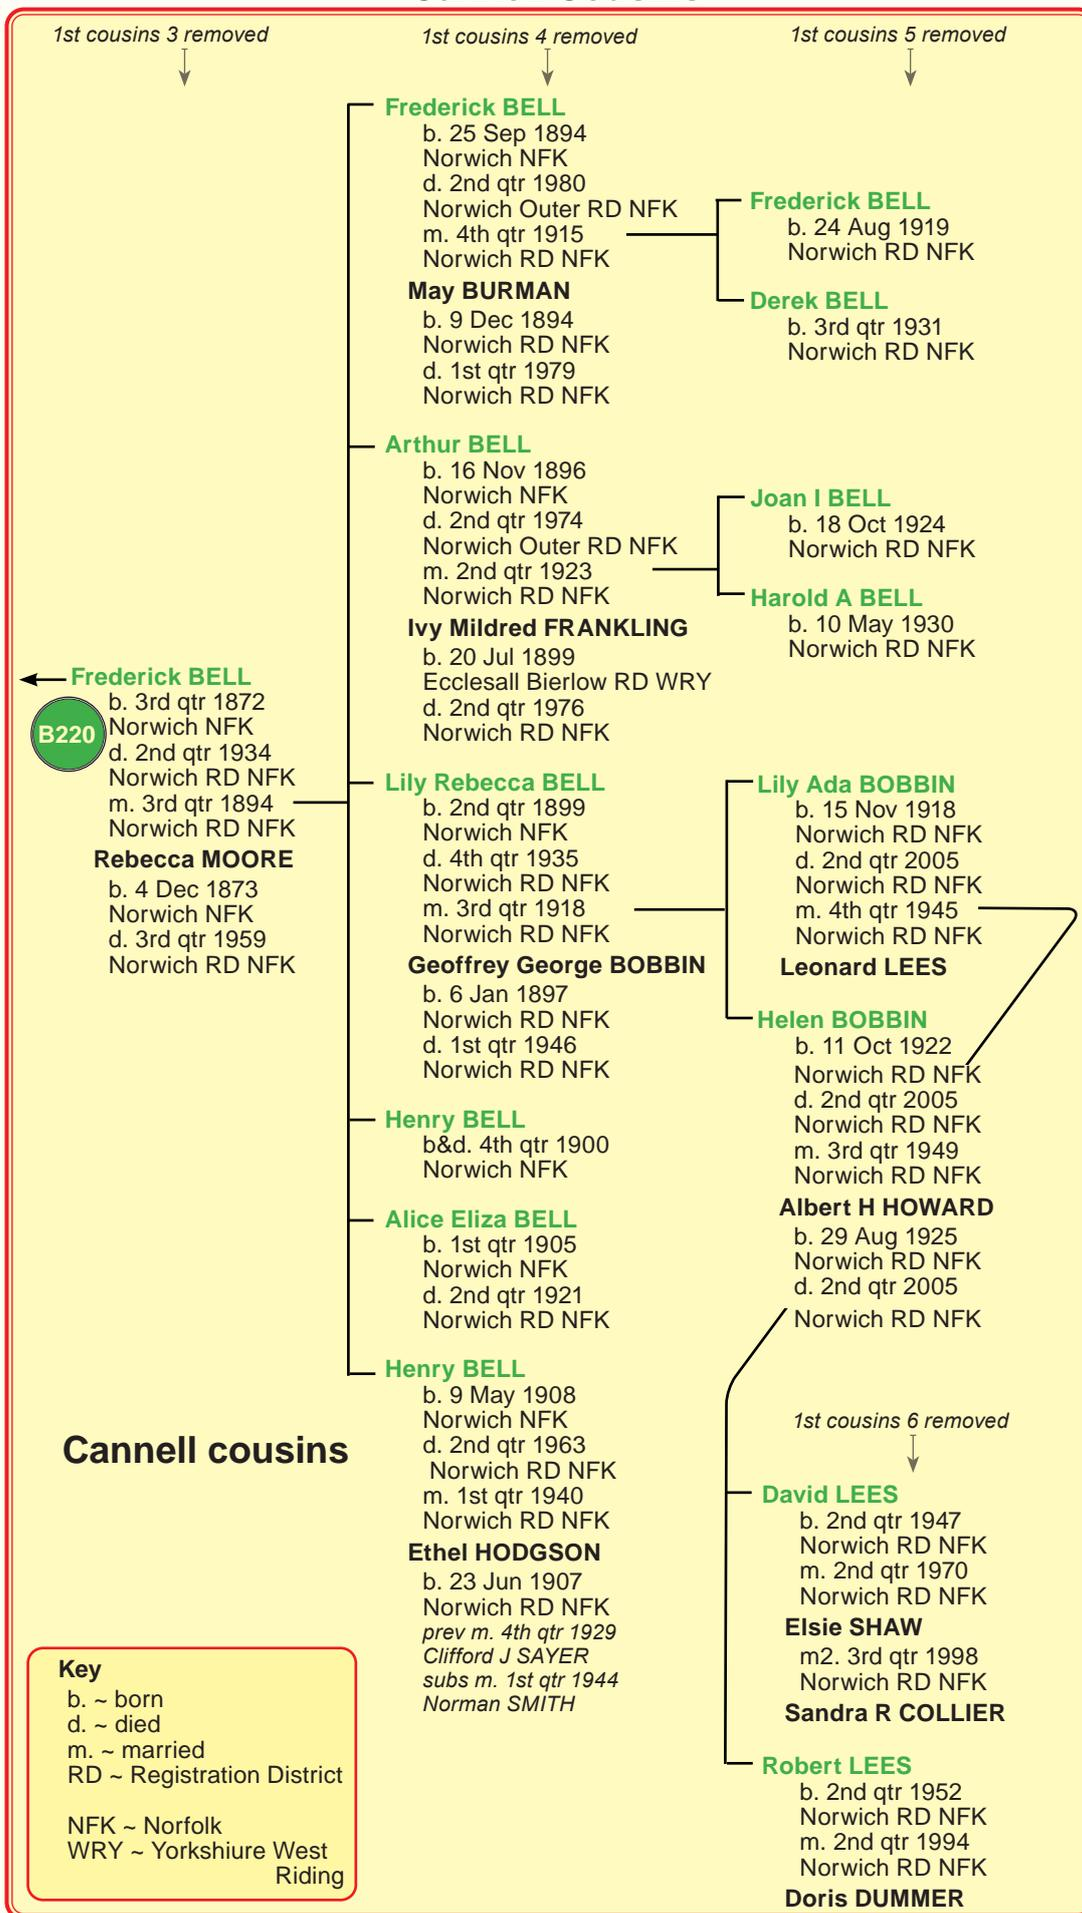 1st cousins 3 removed
1st cousins 4 removed
1st cousins 5 removed
Frederick BELL
b. 3rd qtr 1872
Norwich NFK
d. 2nd qtr 1934
Norwich RD NFK
m. 3rd qtr 1894
Norwich RD NFK
B220
Rebecca MOORE
b. 4 Dec 1873
Norwich NFK
d. 3rd qtr 1959
Norwich RD NFK
Frederick BELL
b. 25 Sep 1894
Norwich NFK
d. 2nd qtr 1980
Norwich Outer RD NFK
m. 4th qtr 1915
Norwich RD NFK
May BURMAN
b. 9 Dec 1894
Norwich RD NFK
d. 1st qtr 1979
Norwich RD NFK
Arthur BELL
b. 16 Nov 1896
Norwich NFK
d. 2nd qtr 1974
Norwich Outer RD NFK
m. 2nd qtr 1923
Norwich RD NFK
Ivy Mildred FRANKLING
b. 20 Jul 1899
Ecclesall Bierlow RD WRY
d. 2nd qtr 1976
Norwich RD NFK
Lily Rebecca BELL
b. 2nd qtr 1899
Norwich NFK
d. 4th qtr 1935
Norwich RD NFK
m. 3rd qtr 1918
Norwich RD NFK
Geoffrey George BOBBIN
b. 6 Jan 1897
Norwich RD NFK
d. 1st qtr 1946
Norwich RD NFK
Henry BELL
b&d. 4th qtr 1900
Norwich NFK
Alice Eliza BELL
b. 1st qtr 1905
Norwich NFK
d. 2nd qtr 1921
Norwich RD NFK
Henry BELL
b. 9 May 1908
Norwich NFK
d. 2nd qtr 1963
Norwich RD NFK
m. 1st qtr 1940
Norwich RD NFK
Ethel HODGSON
b. 23 Jun 1907
Norwich RD NFK
prev m. 4th qtr 1929
Clifford J SAYER
subs m. 1st qtr 1944
Norman SMITH
Frederick BELL
b. 24 Aug 1919
Norwich RD NFK
Derek BELL
b. 3rd qtr 1931
Norwich RD NFK
Joan I BELL
b. 18 Oct 1924
Norwich RD NFK
Harold A BELL
b. 10 May 1930
Norwich RD NFK
Lily Ada BOBBIN
b. 15 Nov 1918
Norwich RD NFK
d. 2nd qtr 2005
Norwich RD NFK
m. 4th qtr 1945
Norwich RD NFK
Leonard LEES
Helen BOBBIN
b. 11 Oct 1922
Norwich RD NFK
d. 2nd qtr 2005
Norwich RD NFK
m. 3rd qtr 1949
Norwich RD NFK
Albert H HOWARD
b. 29 Aug 1925
Norwich RD NFK
d. 2nd qtr 2005
Norwich RD NFK
1st cousins 6 removed
David LEES
b. 2nd qtr 1947
Norwich RD NFK
m. 2nd qtr 1970
Norwich RD NFK
Elsie SHAW
m2. 3rd qtr 1998
Norwich RD NFK
Sandra R COLLIER
Robert LEES
b. 2nd qtr 1952
Norwich RD NFK
m. 2nd qtr 1994
Norwich RD NFK
Doris DUMMER
Cannell cousins
Key
b. ~ born
d. ~ died
m. ~ married
RD ~ Registration District
NFK ~ Norfolk
WRY ~ Yorkshiure West
Riding